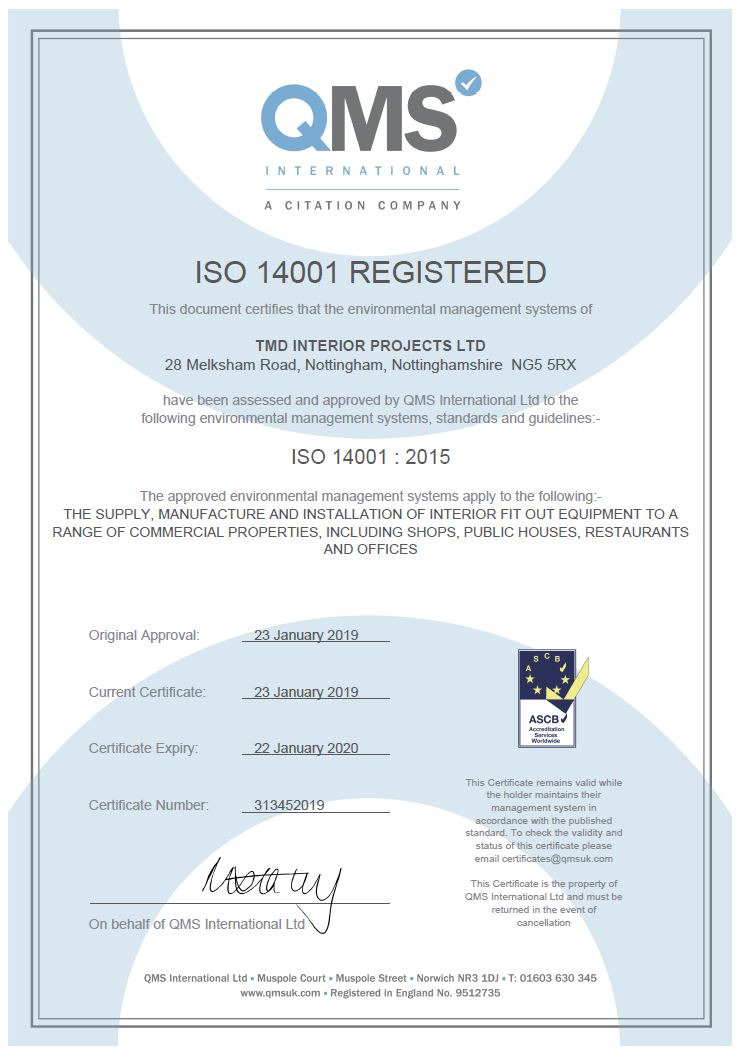 QMS
INTERNATIONAL
A CITATION COMPANY
ISO 14001 REGISTERED
This document certifies that the environmental management systems of
TMD INTERIOR PROJECTS LTD
28 Melksham Road, Nottingham, Nottinghamshire  NG5 5RX
have been assessed and approved by QMS International Ltd to the
following environmental management systems, standards and guidelines:-
ISO 14001 : 2015
The approved environmental management systems apply to the following:-
THE SUPPLY, MANUFACTURE AND INSTALLATION OF INTERIOR FIT OUT EQUIPMENT TO A
RANGE OF COMMERCIAL PROPERTIES, INCLUDING SHOPS, PUBLIC HOUSES, RESTAURANTS
AND OFFICES
Original Approval: 23 January 2019
Current Certificate: 23 January 2019
Certificate Expiry: 22 January 2020
Certificate Number: 313452019
On behalf of QMS International Ltd
A S C B
ASCB
Accreditation
Services
Worldwide
This Certificate remains valid while
the holder maintains their
management system in
accordance with the published
standard. To check the validity and
status of this certificate please
email certificates@qmsuk.com
This Certificate is the property of
QMS International Ltd and must be
returned in the event of
cancellation
QMS International Ltd • Muspole Court • Muspole Street • Norwich NR3 1DJ • T: 01603 630 345
www.qmsuk.com • Registered in England No. 9512735